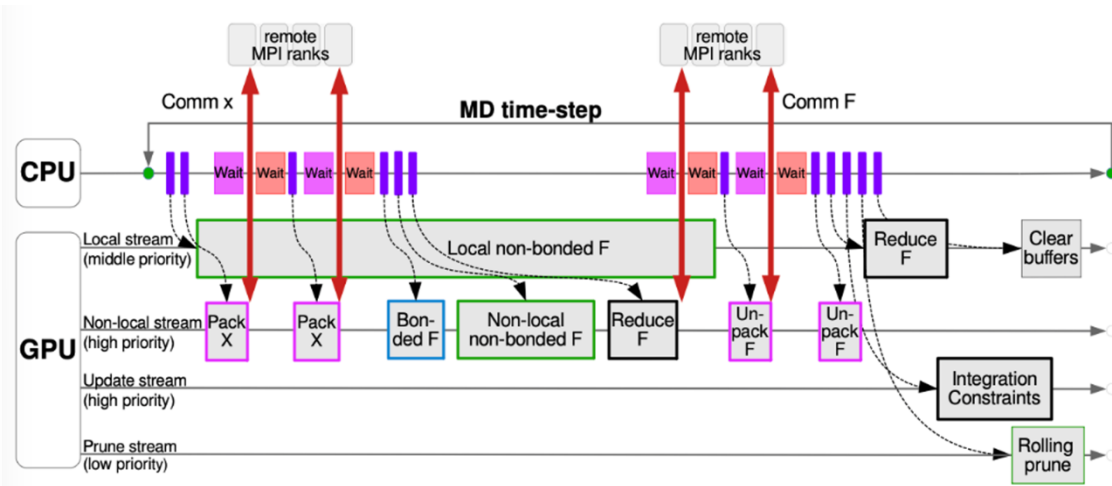 remote
MPI ranks
remote
MPI ranks
Comm x
MD time-step
Comm F
CPU
Wait
Wait
Wait
Wait
Wait
Wait
Wait
Wait
GPU
Local stream
(middle priority)
Local non-bonded F
Reduce
F
Clear
buffers
Non-local stream
(high priority)
Pack
X
Pack
X
Bon-
ded F
Non-local
non-bonded F
Reduce
F
Un-
pack
F
Un-
pack
F
Update stream
(high priority)
Integration
Constraints
Prune stream
(low priority)
Rolling
prune